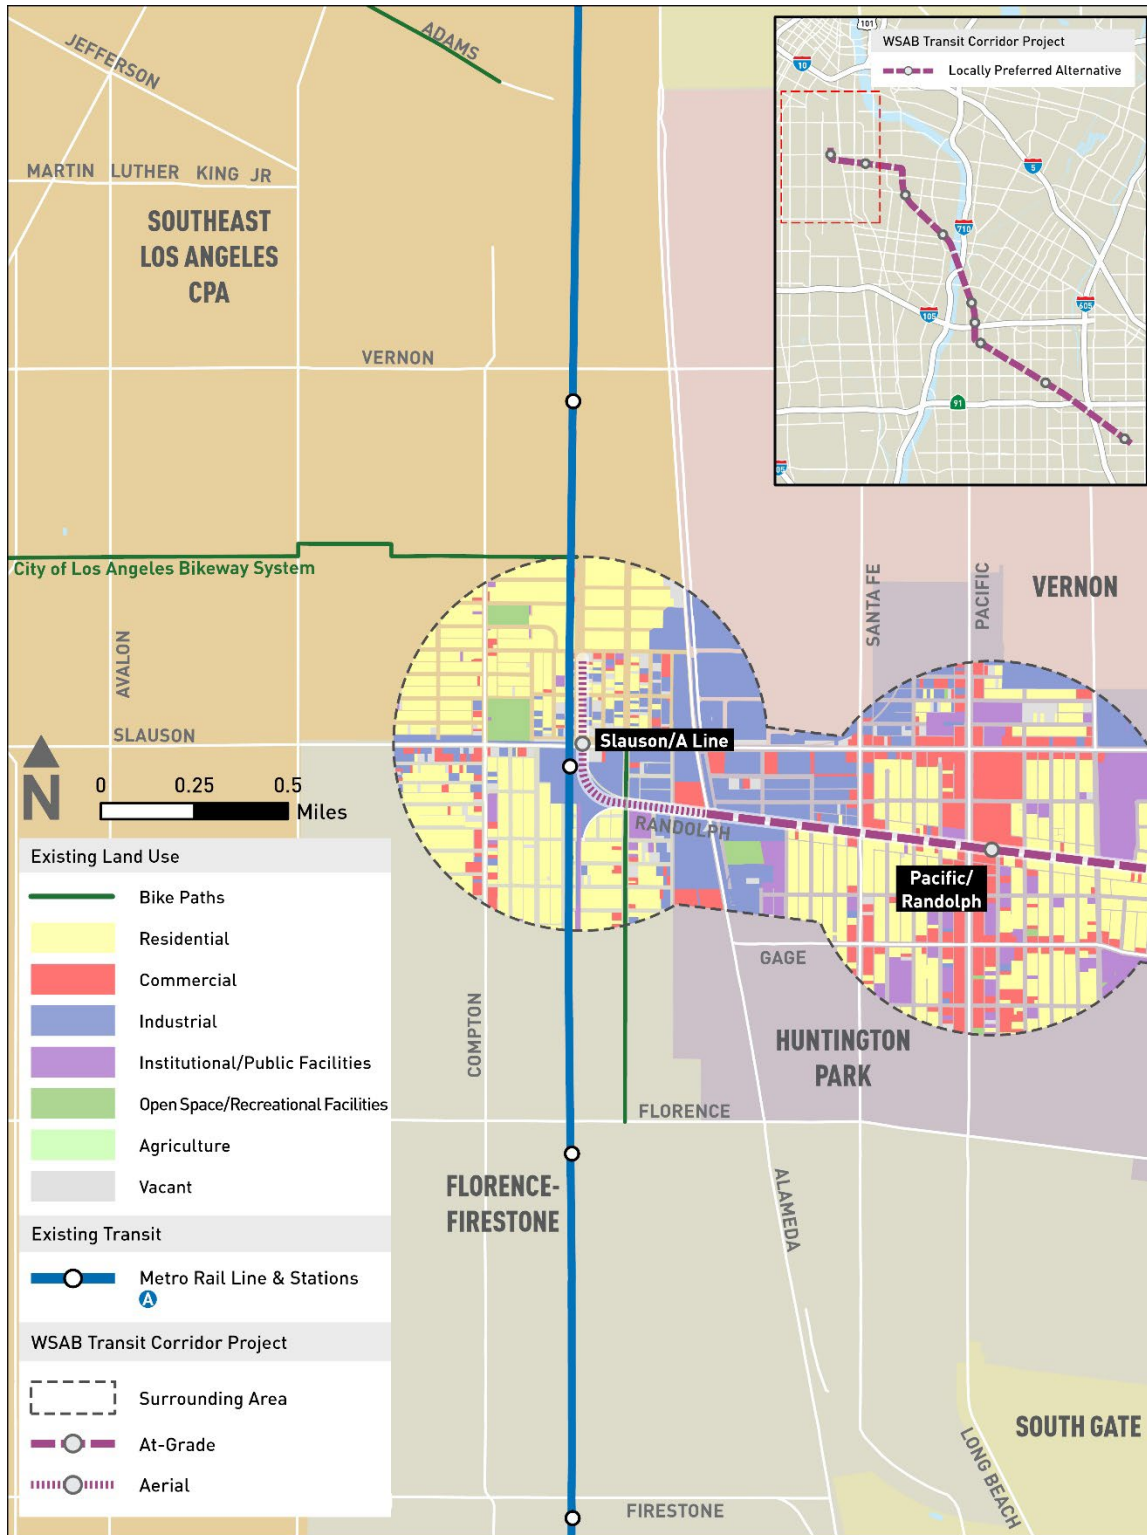 JEFFERSON
ADAMS
MARTIN LUTHER KING JR
SOUTHEAST
LOS ANGELES
CPA
VERNON
City of Los Angeles Bikeway System
AVALON
SLAUSON
N
0 0.25 0.5
Miles
Existing Land Use
Bike Paths
Residential
Commercial
Industrial
Institutional/Public Facilities
Open Space/Recreational Facilities
Agriculture
Vacant
Existing Transit
Metro Rail Line & Stations
A
WSAB Transit Corridor Project
Surrounding Area
At-Grade
Aerial
WSAB Transit Corridor Project
Locally Preferred Alternative
101
10
5
710
105
605
91
SANTA FE
PACIFIC
VERNON
Slauson/A Line
RANDOLPH
Pacific/
Randolph
GAGE
COMPTON
HUNTINGTON
PARK
FLORENCE
FLORENCE-
FIRESTONE
ALAMEDA
SOUTH GATE
LONG BEACH
FIRESTONE